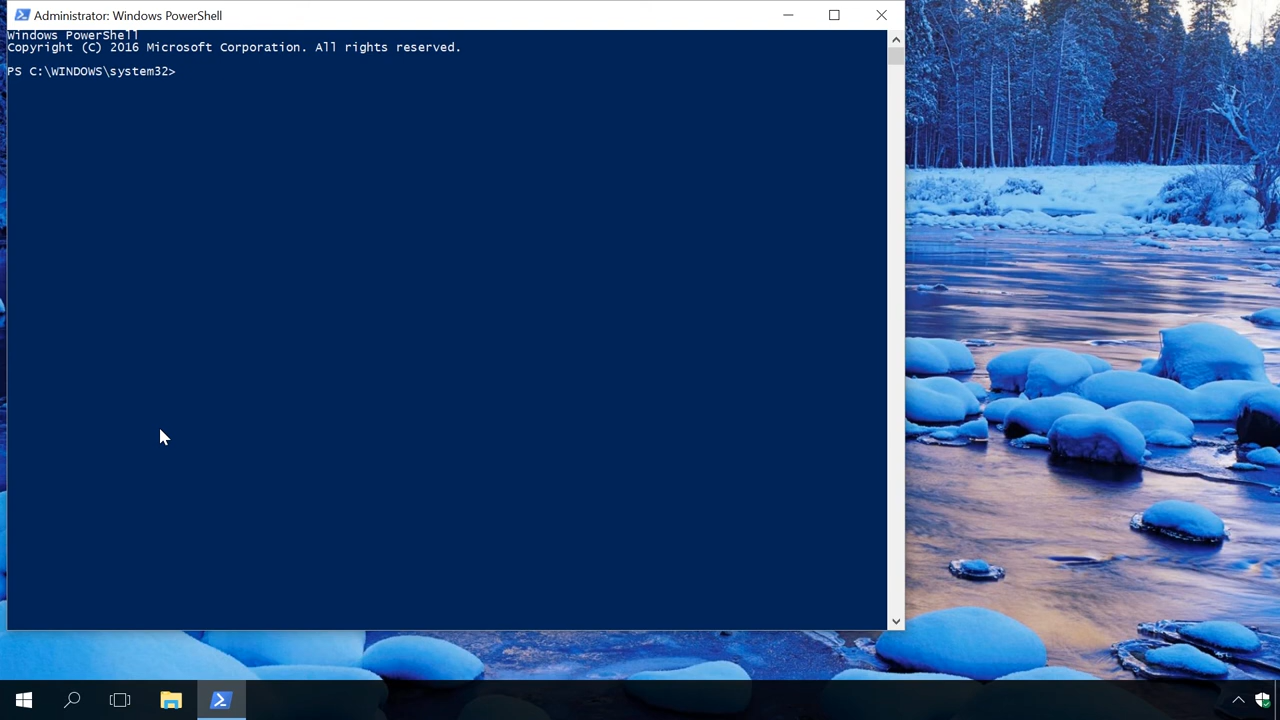 Administrator: Windows PowerShell
Windows PowerShell
Copyright (C) 2016 Microsoft Corporation. All rights reserved.
PS C:\WINDOWS\system32>